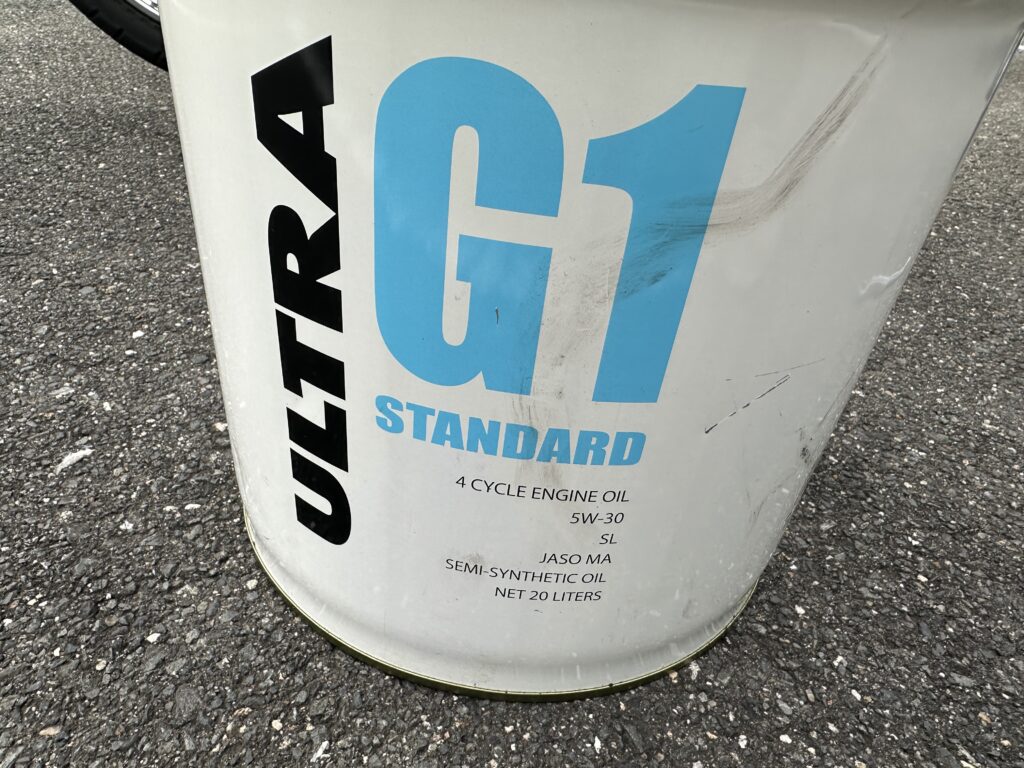 ULTRA
G1
STANDARD
4 CYCLE ENGINE OIL
5W-30
SL
JASO MA
SEMI-SYNTHETIC OIL
NET 20 LITERS